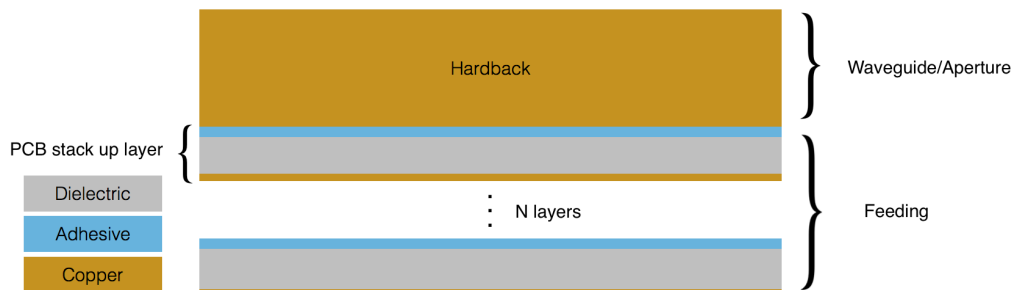 Hardback
Waveguide/Aperture
PCB stack up layer
Dielectric
Adhesive
Copper
N layers
Feeding